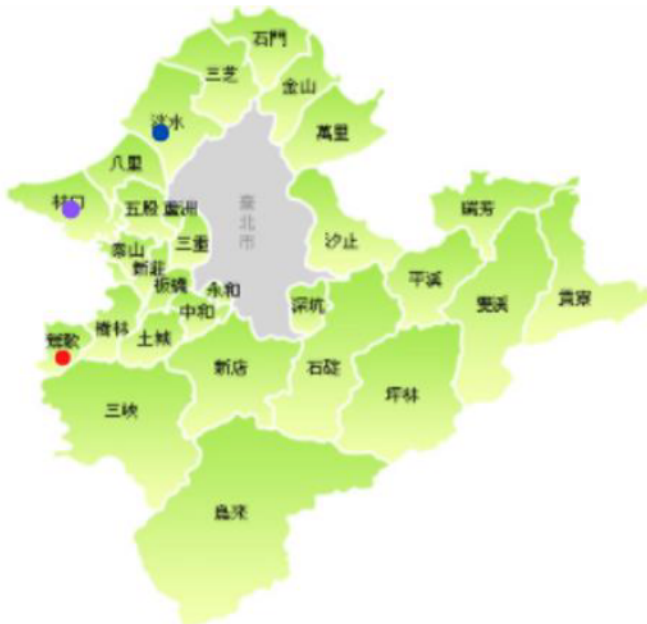 石門
三芝
金山
淡水
萬里
八里
林口
五股
蘆洲
臺北市
瑞芳
三重
汐止
泰山
新莊
板橋
永和
平溪
雙溪
貢寮
深坑
中和
樹林
土城
鶯歌
新店
石碇
坪林
三峽
烏來